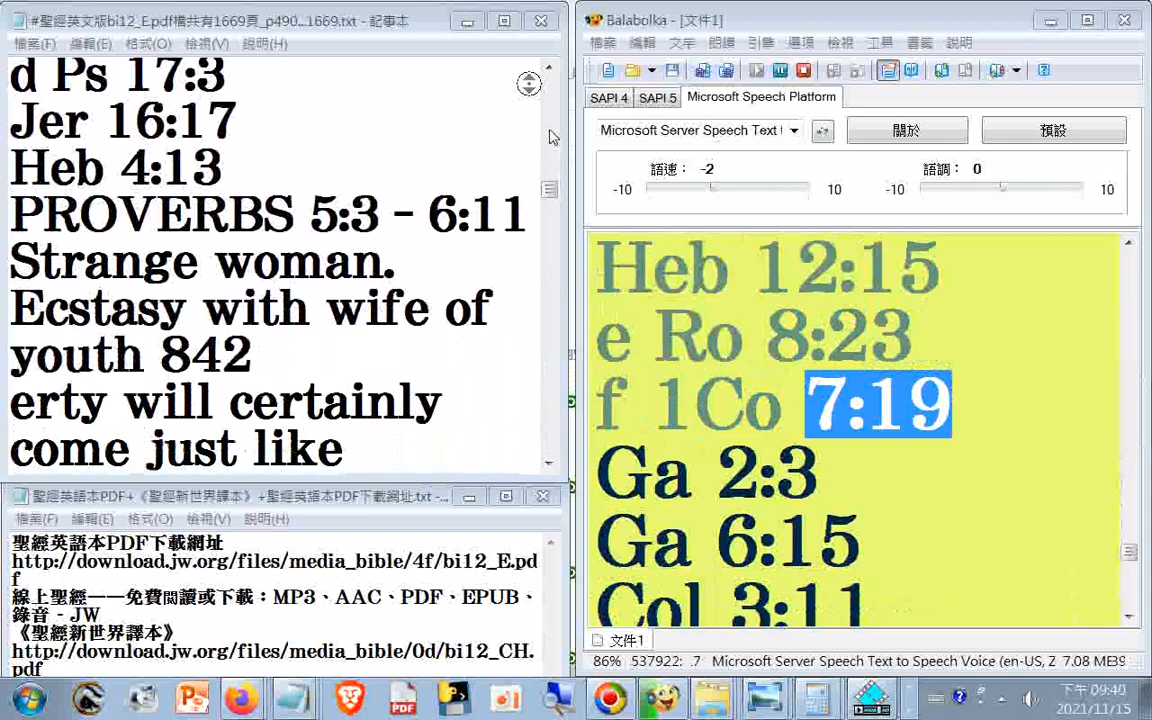 #聖經英文版bi12_E.pdf橫共有1669頁_p490...1669.txt - 記事本
檔案(F) 編輯(E) 格式(O) 檢視(V) 說明(H)
d Ps 17:3
Jer 16:17
Heb 4:13
PROVERBS 5:3 – 6:11
Strange woman.
Ecstasy with wife of
youth 842
erty will certainly
come just like
聖經英語本PDF+《聖經新世界譯本》+聖經英語本PDF下載網址.txt - ...
檔案(F) 編輯(E) 格式(O) 檢視(V) 說明(H)
聖經英語本PDF下載網址
http://download.jw.org/files/media_bible/4f/bi12_E.pd
f
線上聖經——免費閱讀或下載：MP3、AAC、PDF、EPUB、
錄音 - JW
《聖經新世界譯本》
http://download.jw.org/files/media_bible/0d/bi12_CH.
pdf
Balabolka - [文件1]
檔案 編輯 文字 朗讀 引擎 選項 檢視 工具 書籤 說明
SAPI 4 SAPI 5 Microsoft Speech Platform
Microsoft Server Speech Text
關於 預設
語速： -2 語調： 0
-10 10 -10 10
Heb 12:15
e Ro 8:23
f 1Co 7:19
Ga 2:3
Ga 6:15
Col 3:11
文件1
86% 537922: .7 Microsoft Server Speech Text to Speech Voice (en-US, Z 7.08 MB
PDF
下午 09:40
2021/11/15